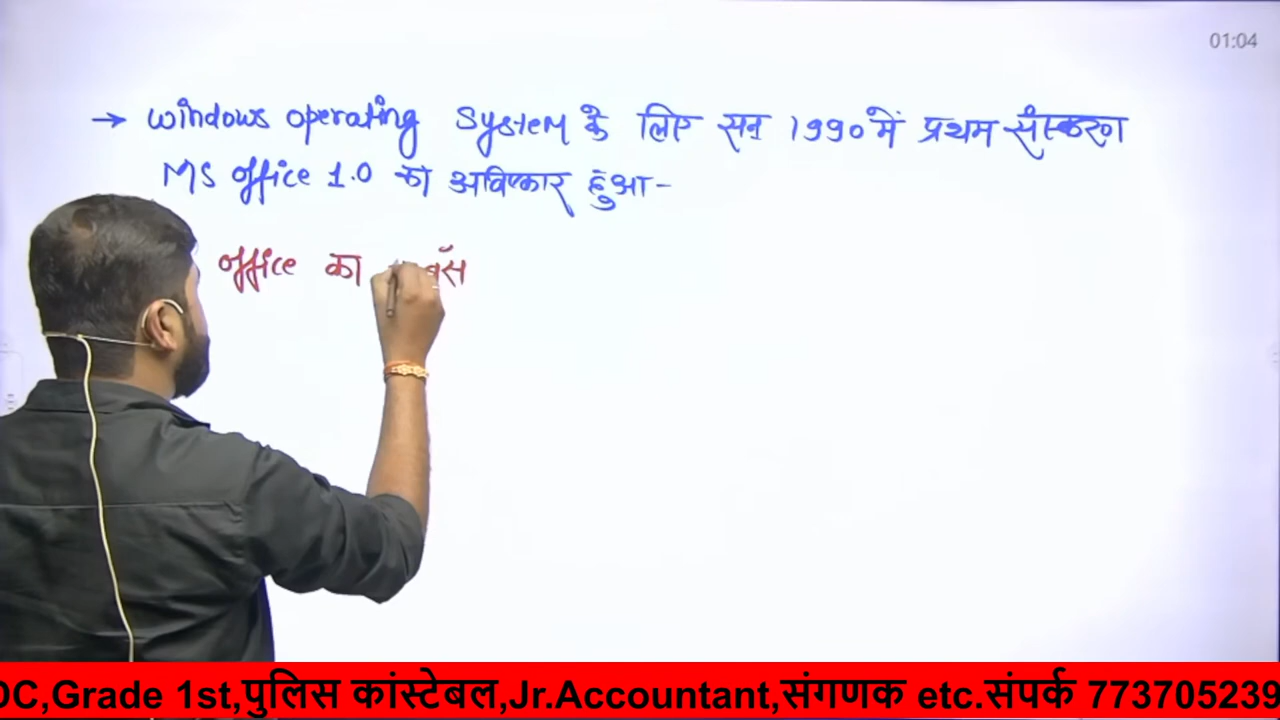 01:04
→ Windows operating System के लिए सन 1990 में प्रथम संस्करण
MS office 1.0 का अविष्कार हुआ-
office का
DC,Grade 1st,पुलिस कांस्टेबल,Jr.Accountant,संगणक etc.संपर्क 773705239